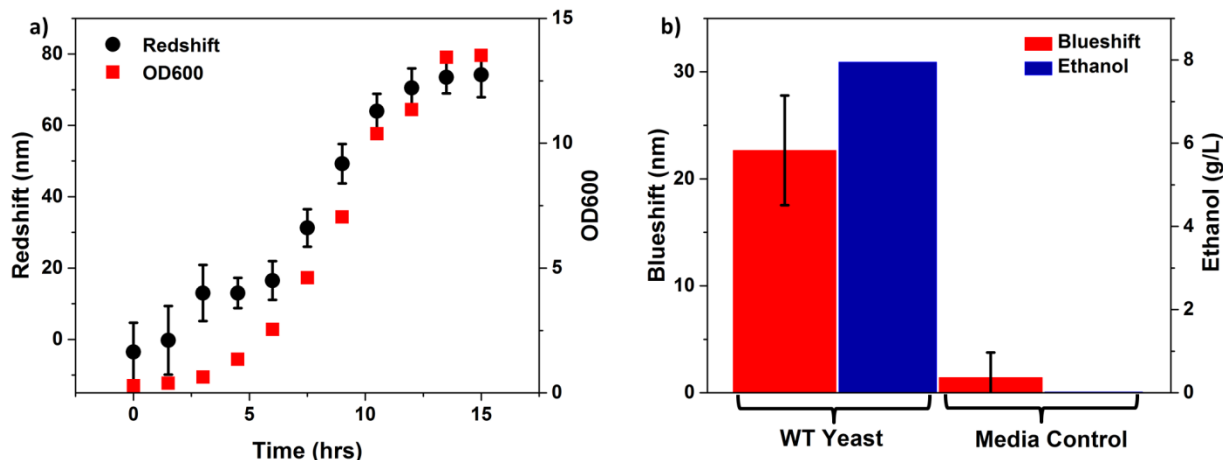 a)
Redshift
OD600
Redshift (nm)
80
60
40
20
0
15
10
5
0
OD600
0
5
10
15
Time (hrs)
b)
Blueshift
Ethanol
Blueshift (nm)
30
20
10
0
8
6
4
2
0
Ethanol (g/L)
WT Yeast
Media Control